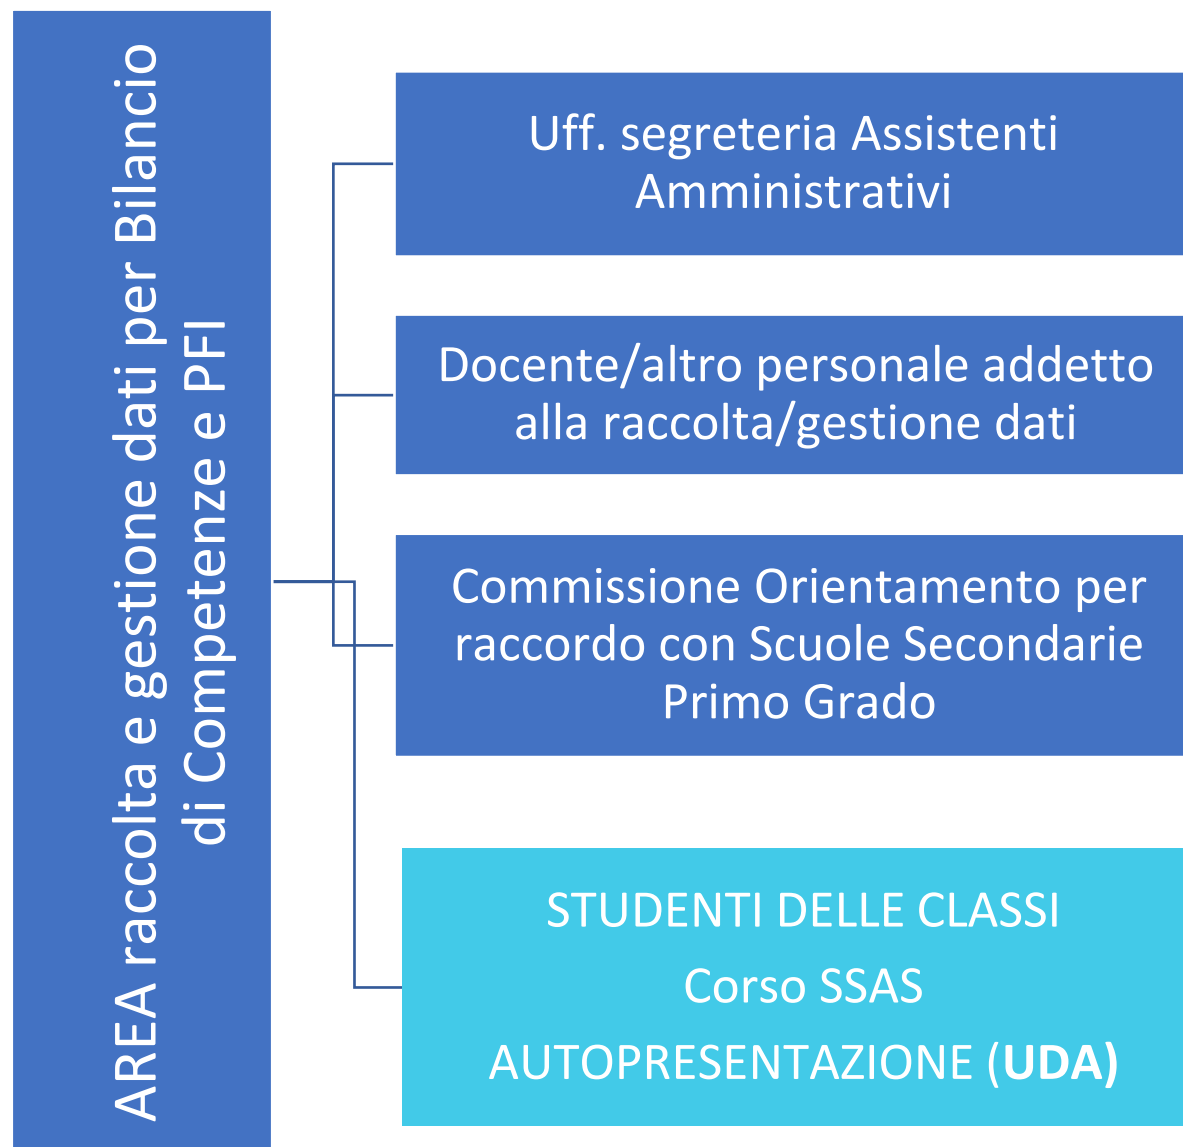 AREA raccolta e gestione dati per Bilancio
di Competenze e PFI
Uff. segreteria Assistenti
Amministrativi
Docente/altro personale addetto
alla raccolta/gestione dati
Commissione Orientamento per
raccordo con Scuole Secondarie
Primo Grado
STUDENTI DELLE CLASSI
Corso SSAS
AUTOPRESENTAZIONE (UDA)